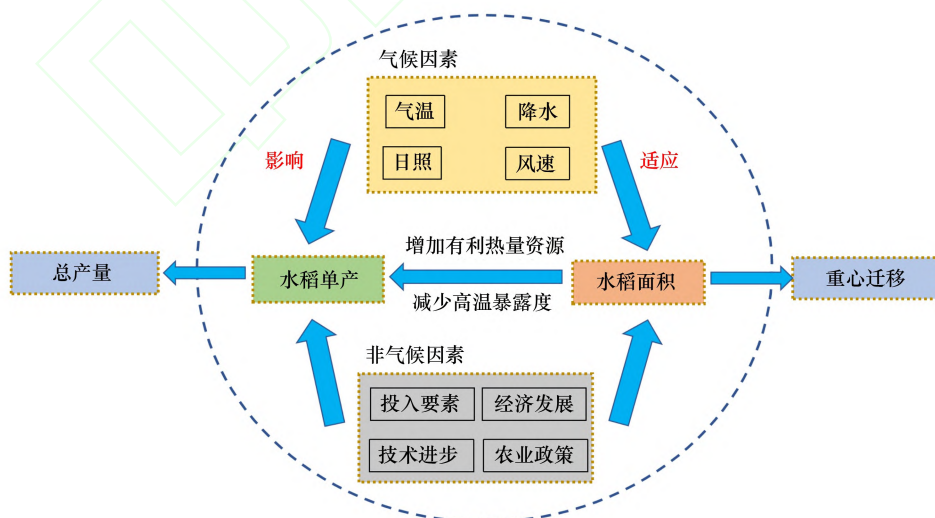 气候因素
气温
降水
日照
风速
影响
适应
增加有利热量资源
总产量
水稻单产
水稻面积
重心迁移
减少高温暴露度
非气候因素
投入要素
经济发展
技术进步
农业政策